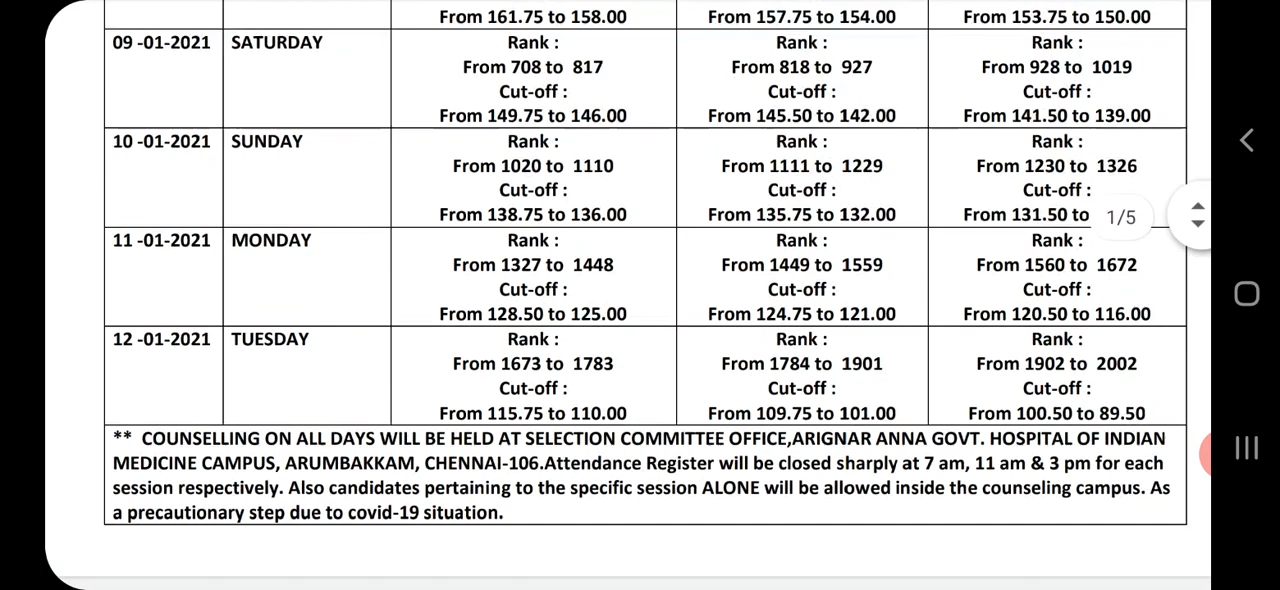 From 161.75 to 158.00 From 157.75 to 154.00 From 153.75 to 150.00
09 -01-2021 SATURDAY Rank : Rank : Rank :
From 708 to 817 From 818 to 927 From 928 to 1019
Cut-off : Cut-off : Cut-off :
From 149.75 to 146.00 From 145.50 to 142.00 From 141.50 to 139.00
10 -01-2021 SUNDAY Rank : Rank : Rank :
From 1020 to 1110 From 1111 to 1229 From 1230 to 1326
Cut-off : Cut-off : Cut-off :
From 138.75 to 136.00 From 135.75 to 132.00 From 131.50 to 1/5
11 -01-2021 MONDAY Rank : Rank : Rank :
From 1327 to 1448 From 1449 to 1559 From 1560 to 1672
Cut-off : Cut-off : Cut-off :
From 128.50 to 125.00 From 124.75 to 121.00 From 120.50 to 116.00
12 -01-2021 TUESDAY Rank : Rank : Rank :
From 1673 to 1783 From 1784 to 1901 From 1902 to 2002
Cut-off : Cut-off : Cut-off :
From 115.75 to 110.00 From 109.75 to 101.00 From 100.50 to 89.50
** COUNSELLING ON ALL DAYS WILL BE HELD AT SELECTION COMMITTEE OFFICE,ARIGNAR ANNA GOVT. HOSPITAL OF INDIAN
MEDICINE CAMPUS, ARUMBAKKAM, CHENNAI-106.Attendance Register will be closed sharply at 7 am, 11 am & 3 pm for each
session respectively. Also candidates pertaining to the specific session ALONE will be allowed inside the counseling campus. As
a precautionary step due to covid-19 situation.